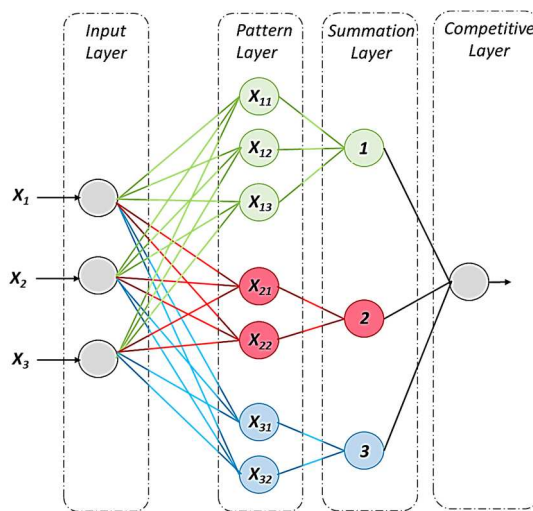 Input
Layer
Pattern
Layer
Summation
Layer
Competitive
Layer
X11
X12
1
X13
X1
X2
X21
2
X22
X3
X31
3
X32